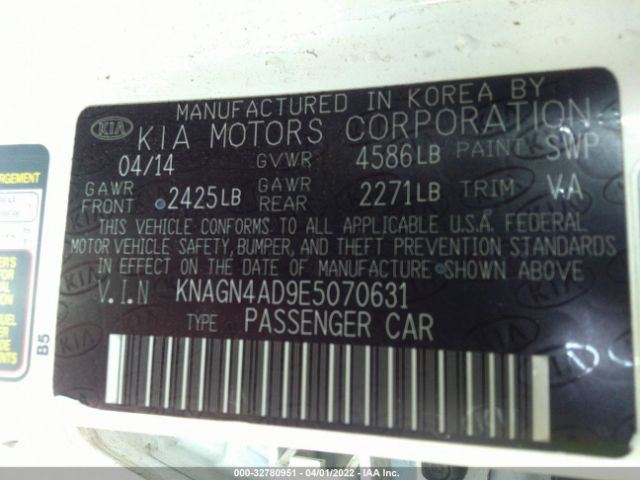 MANUFACTURED IN KOREA BY
KIA KIA MOTORS CORPORATION
04/14 GVWR 4586LB PAINT SWP
GAWR FRONT 2425LB GAWR REAR 2271LB TRIM VA
THIS VEHICLE CONFORMS TO ALL APPLICABLE U.S.A. FEDERAL
MOTOR VEHICLE SAFETY, BUMPER, AND THEFT PREVENTION STANDARDS
IN EFFECT ON THE DATE OF MANUFACTURE SHOWN ABOVE.
V.I.N KNAGN4AD9E5070631
TYPE PASSENGER CAR
B5
000-32780951 - 04/01/2022 - IAA Inc.